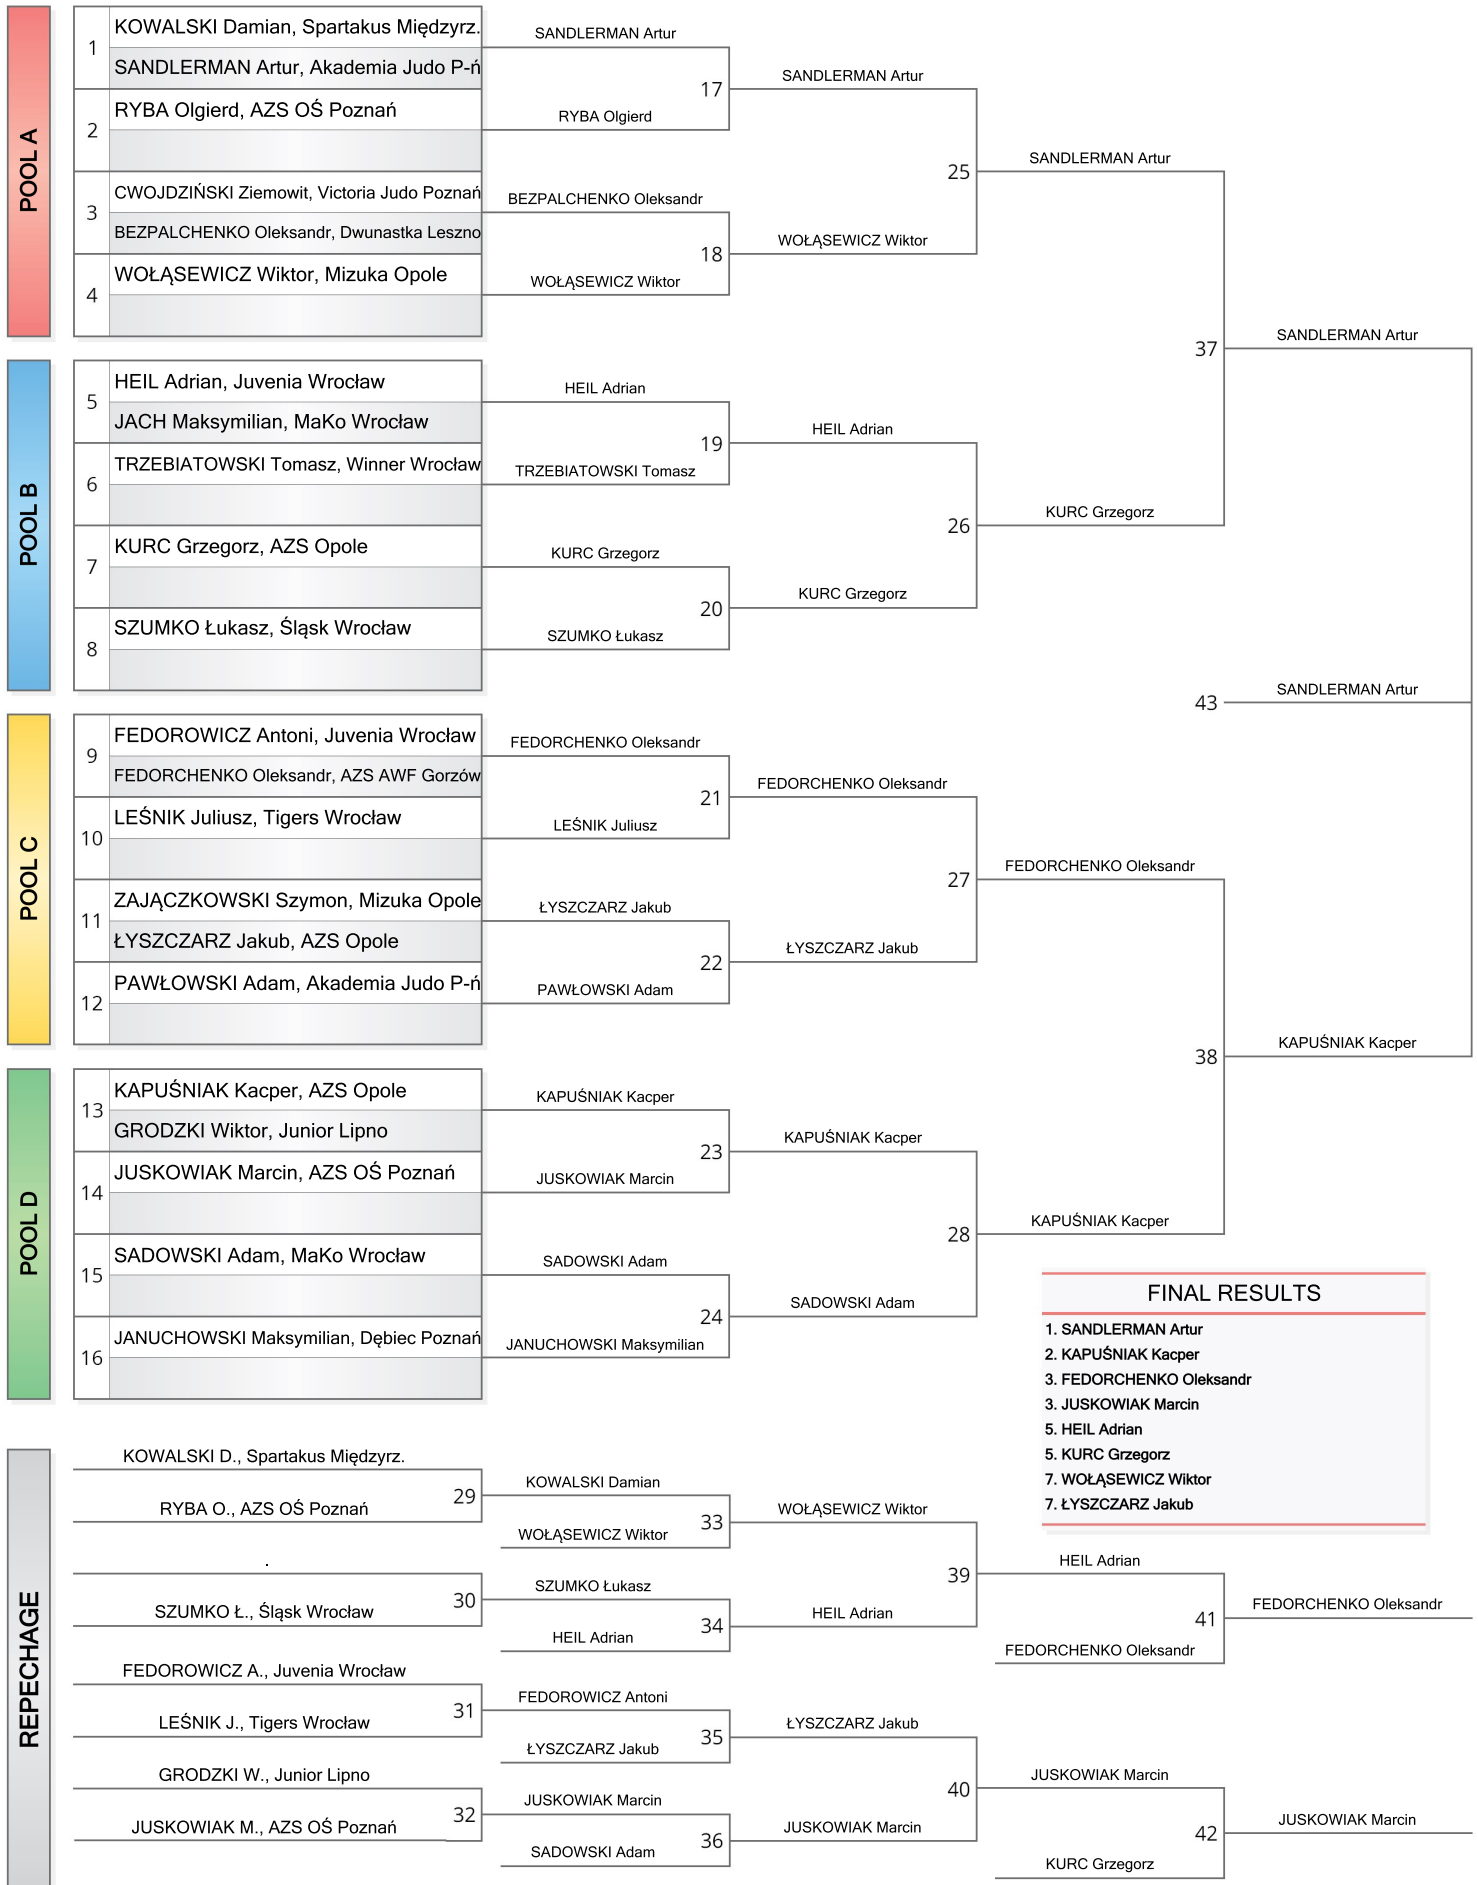 POOL A
1
KOWALSKI Damian, Spartakus Międzyrz.
SANDLERMAN Artur, Akademia Judo P-ń
2
RYBA Olgierd, AZS OŚ Poznań
3
CWOJDZIŃSKI Ziemowit, Victoria Judo Poznań
BEZPALCHENKO Oleksandr, Dwunastka Leszno
4
WOŁĄSEWICZ Wiktor, Mizuka Opole
SANDLERMAN Artur
17
RYBA Olgierd
BEZPALCHENKO Oleksandr
18
WOŁĄSEWICZ Wiktor
SANDLERMAN Artur
25
WOŁĄSEWICZ Wiktor
SANDLERMAN Artur
POOL B
5
HEIL Adrian, Juvenia Wrocław
JACH Maksymilian, MaKo Wrocław
6
TRZEBIATOWSKI Tomasz, Winner Wrocław
7
KURC Grzegorz, AZS Opole
8
SZUMKO Łukasz, Śląsk Wrocław
HEIL Adrian
19
TRZEBIATOWSKI Tomasz
KURC Grzegorz
20
SZUMKO Łukasz
HEIL Adrian
26
KURC Grzegorz
KURC Grzegorz
37
SANDLERMAN Artur
43
SANDLERMAN Artur
POOL C
9
FEDOROWICZ Antoni, Juvenia Wrocław
FEDORCHENKO Oleksandr, AZS AWF Gorzów
10
LEŚNIK Juliusz, Tigers Wrocław
11
ZAJĄCZKOWSKI Szymon, Mizuka Opole
ŁYSZCZARZ Jakub, AZS Opole
12
PAWŁOWSKI Adam, Akademia Judo P-ń
FEDORCHENKO Oleksandr
21
LEŚNIK Juliusz
ŁYSZCZARZ Jakub
22
PAWŁOWSKI Adam
FEDORCHENKO Oleksandr
27
ŁYSZCZARZ Jakub
FEDORCHENKO Oleksandr
38
KAPUŚNIAK Kacper
POOL D
13
KAPUŚNIAK Kacper, AZS Opole
GRODZKI Wiktor, Junior Lipno
14
JUSKOWIAK Marcin, AZS OŚ Poznań
15
SADOWSKI Adam, MaKo Wrocław
16
JANUCHOWSKI Maksymilian, Dębiec Poznań
KAPUŚNIAK Kacper
23
JUSKOWIAK Marcin
SADOWSKI Adam
24
JANUCHOWSKI Maksymilian
KAPUŚNIAK Kacper
28
SADOWSKI Adam
KAPUŚNIAK Kacper
FINAL RESULTS
1. SANDLERMAN Artur
2. KAPUŚNIAK Kacper
3. FEDORCHENKO Oleksandr
3. JUSKOWIAK Marcin
5. HEIL Adrian
5. KURC Grzegorz
7. WOŁĄSEWICZ Wiktor
7. ŁYSZCZARZ Jakub
REPECHAGE
KOWALSKI D., Spartakus Międzyrz.
29
RYBA O., AZS OŚ Poznań
.
30
SZUMKO Ł., Śląsk Wrocław
FEDOROWICZ A., Juvenia Wrocław
31
LEŚNIK J., Tigers Wrocław
GRODZKI W., Junior Lipno
32
JUSKOWIAK M., AZS OŚ Poznań
KOWALSKI Damian
33
WOŁĄSEWICZ Wiktor
SZUMKO Łukasz
34
HEIL Adrian
FEDOROWICZ Antoni
35
ŁYSZCZARZ Jakub
JUSKOWIAK Marcin
36
SADOWSKI Adam
WOŁĄSEWICZ Wiktor
39
HEIL Adrian
ŁYSZCZARZ Jakub
40
JUSKOWIAK Marcin
HEIL Adrian
41
FEDORCHENKO Oleksandr
JUSKOWIAK Marcin
42
KURC Grzegorz
FEDORCHENKO Oleksandr
JUSKOWIAK Marcin